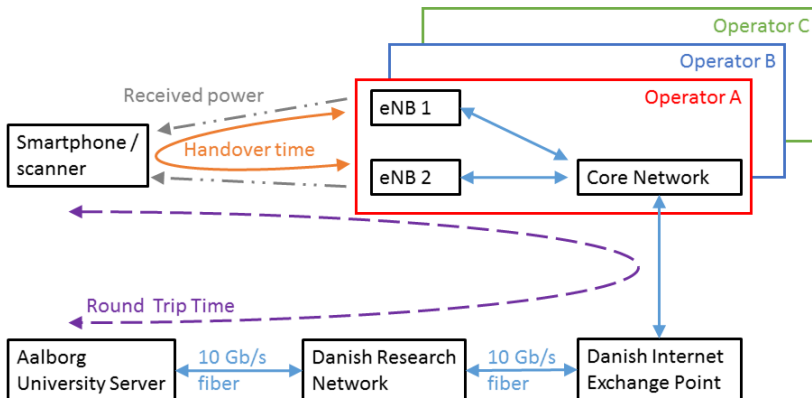 Operator C
Operator B
Operator A
Received power
eNB 1
Smartphone /
scanner
Handover time
eNB 2
Core Network
Round Trip Time
Aalborg
University Server
10 Gb/s
fiber
Danish Research
Network
10 Gb/s
fiber
Danish Internet
Exchange Point